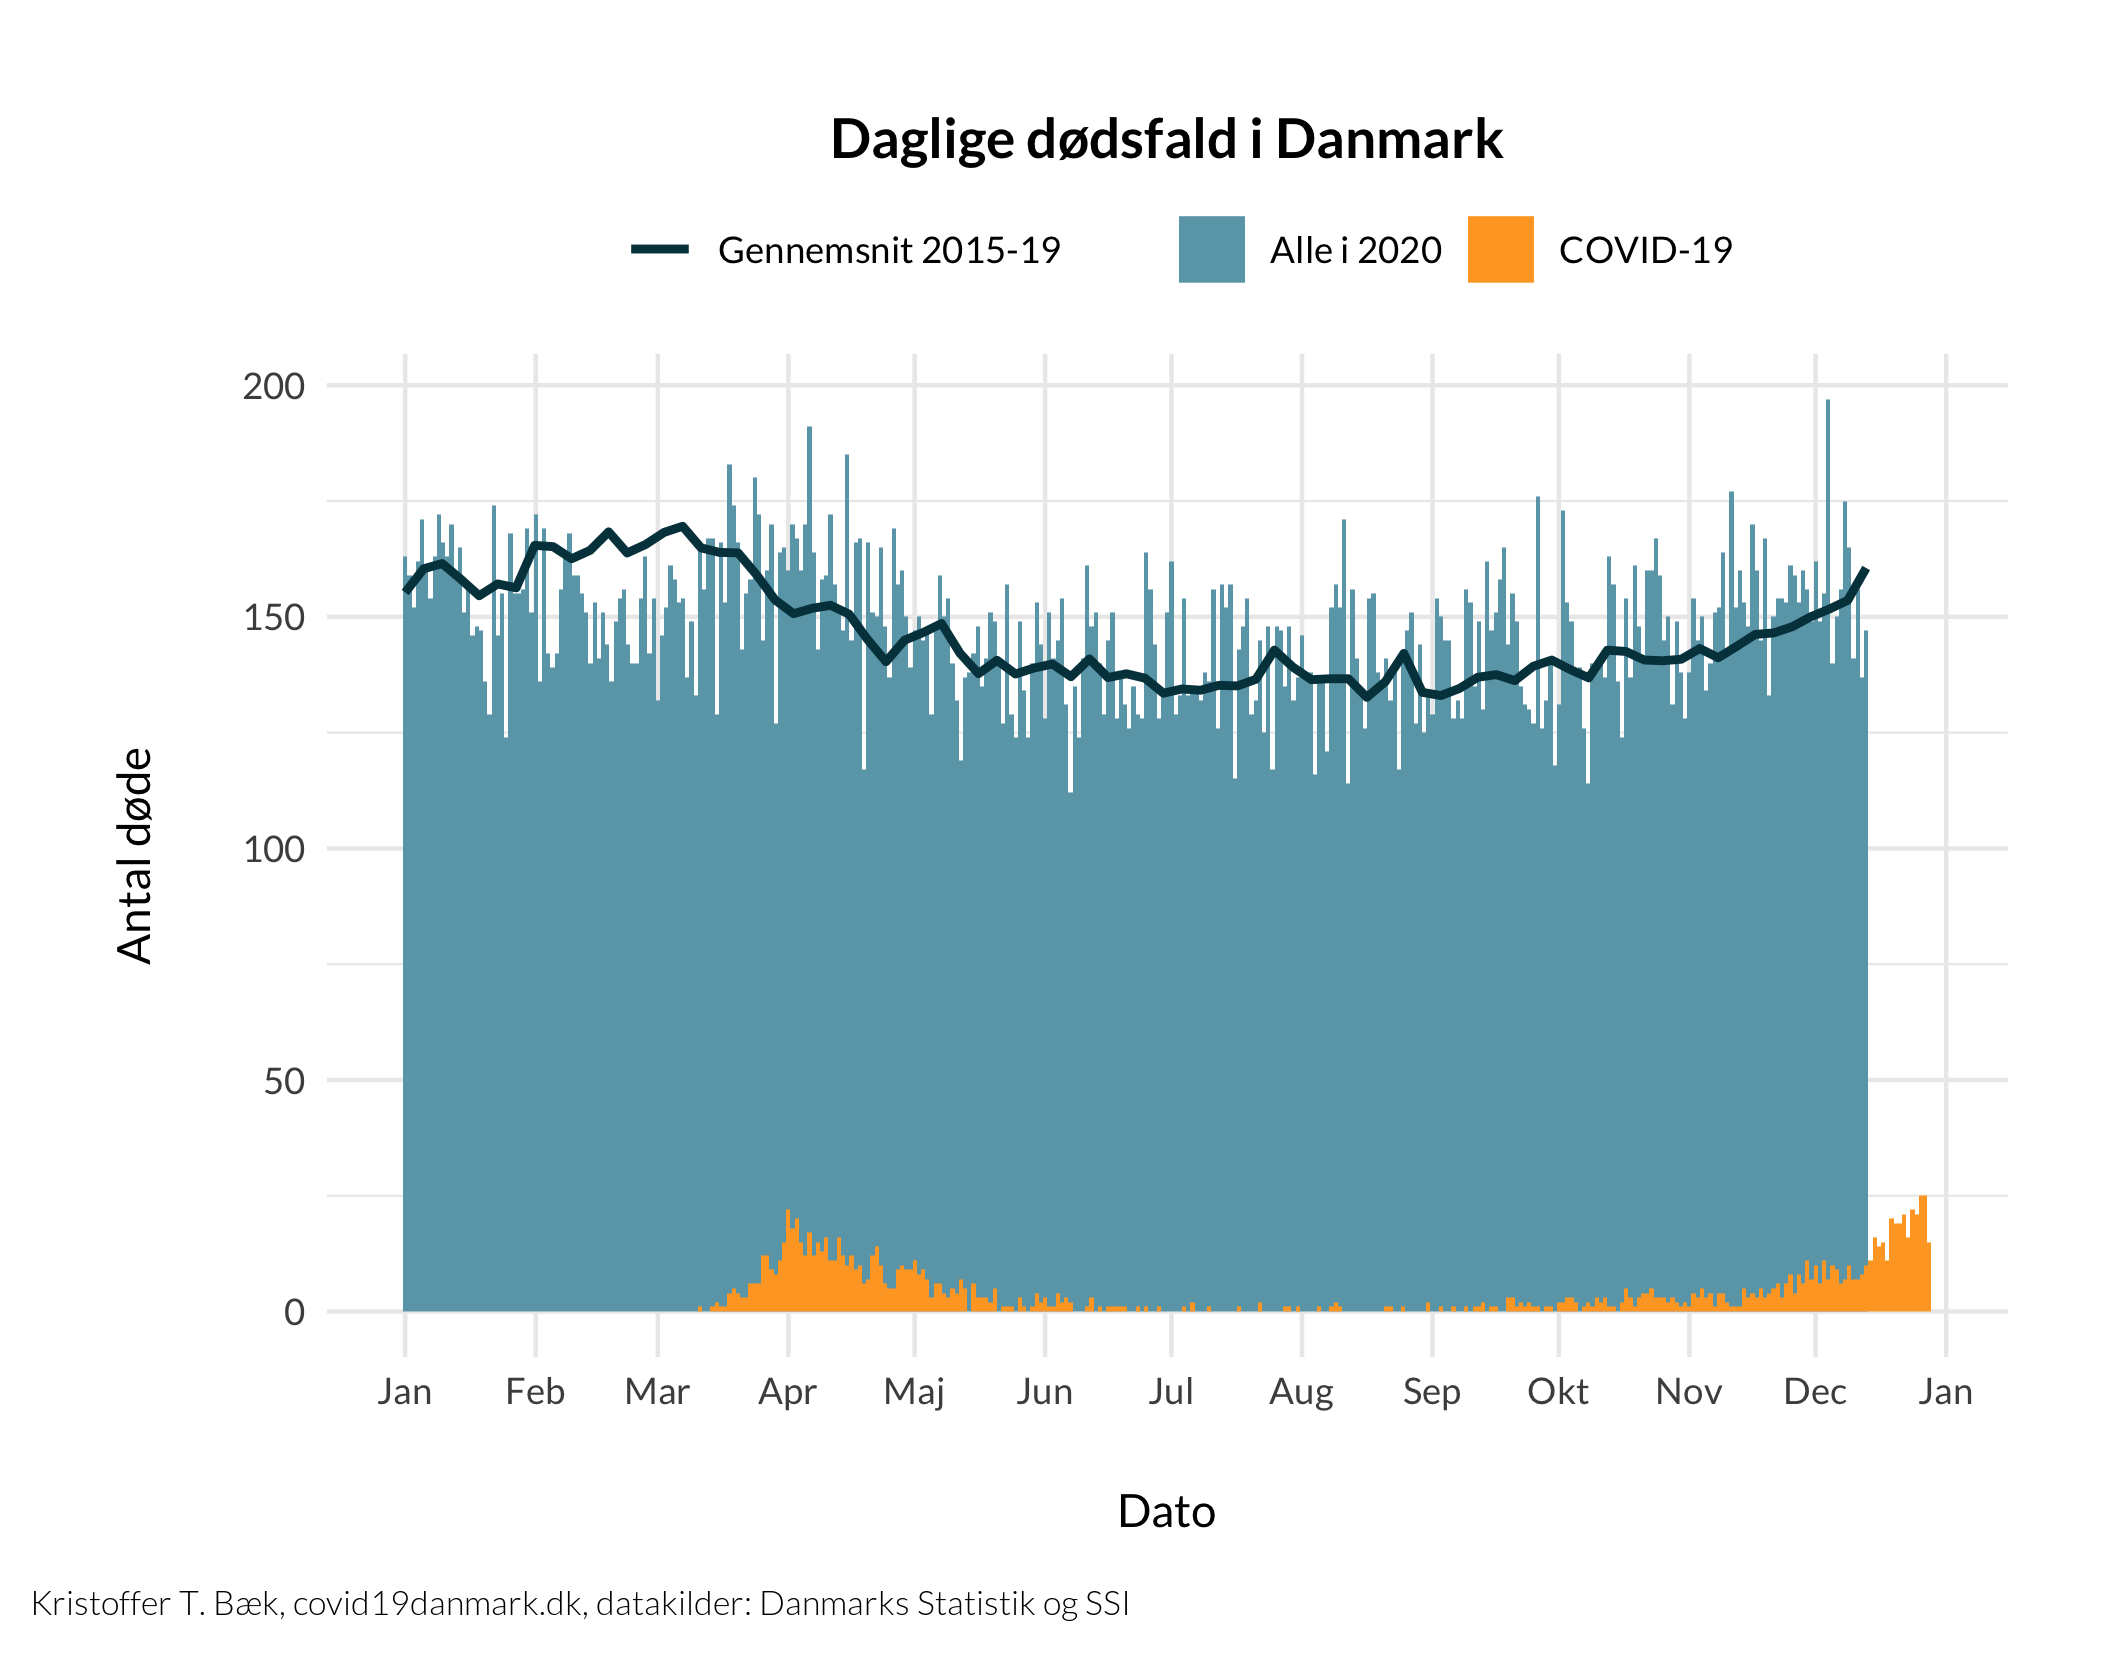 Daglige dødsfald i Danmark
Gennemsnit 2015-19 Alle i 2020 COVID-19
200
150
100
50
0
Antal døde
Jan Feb Mar Apr Maj Jun Jul Aug Sep Okt Nov Dec Jan
Dato
Kristoffer T. Bæk, covid19danmark.dk, datakilder: Danmarks Statistik og SSI